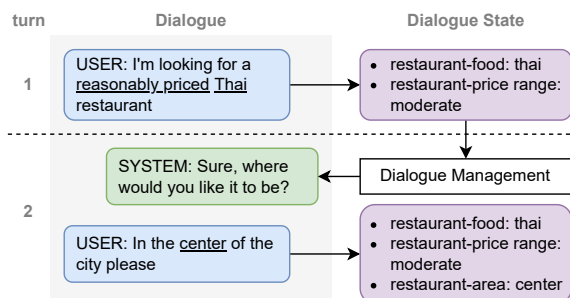 turn
Dialogue
Dialogue State
1
USER: I'm looking for a
reasonably priced Thai
restaurant
• restaurant-food: thai
• restaurant-price range:
moderate
SYSTEM: Sure, where
would you like it to be?
Dialogue Management
2
USER: In the center of the
city please
• restaurant-food: thai
• restaurant-price range:
moderate
• restaurant-area: center